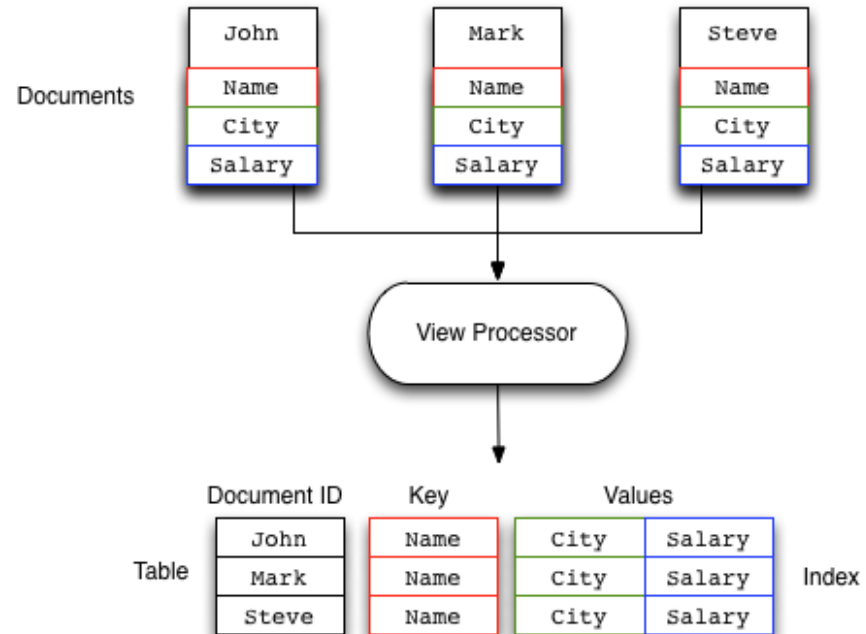 John Mark Steve
Documents
Name Name Name
City City City
Salary Salary Salary
View Processor
Document ID Key Values
Table
John Name City Salary
Mark Name City Salary
Steve Name City Salary
Index